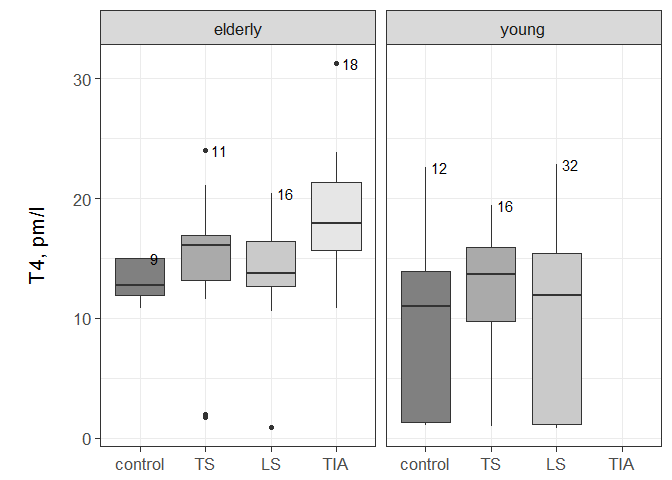 elderly
young
T4, pm/l
30
20
10
0
9
11
16
18
12
16
32
control TS LS TIA
control TS LS TIA